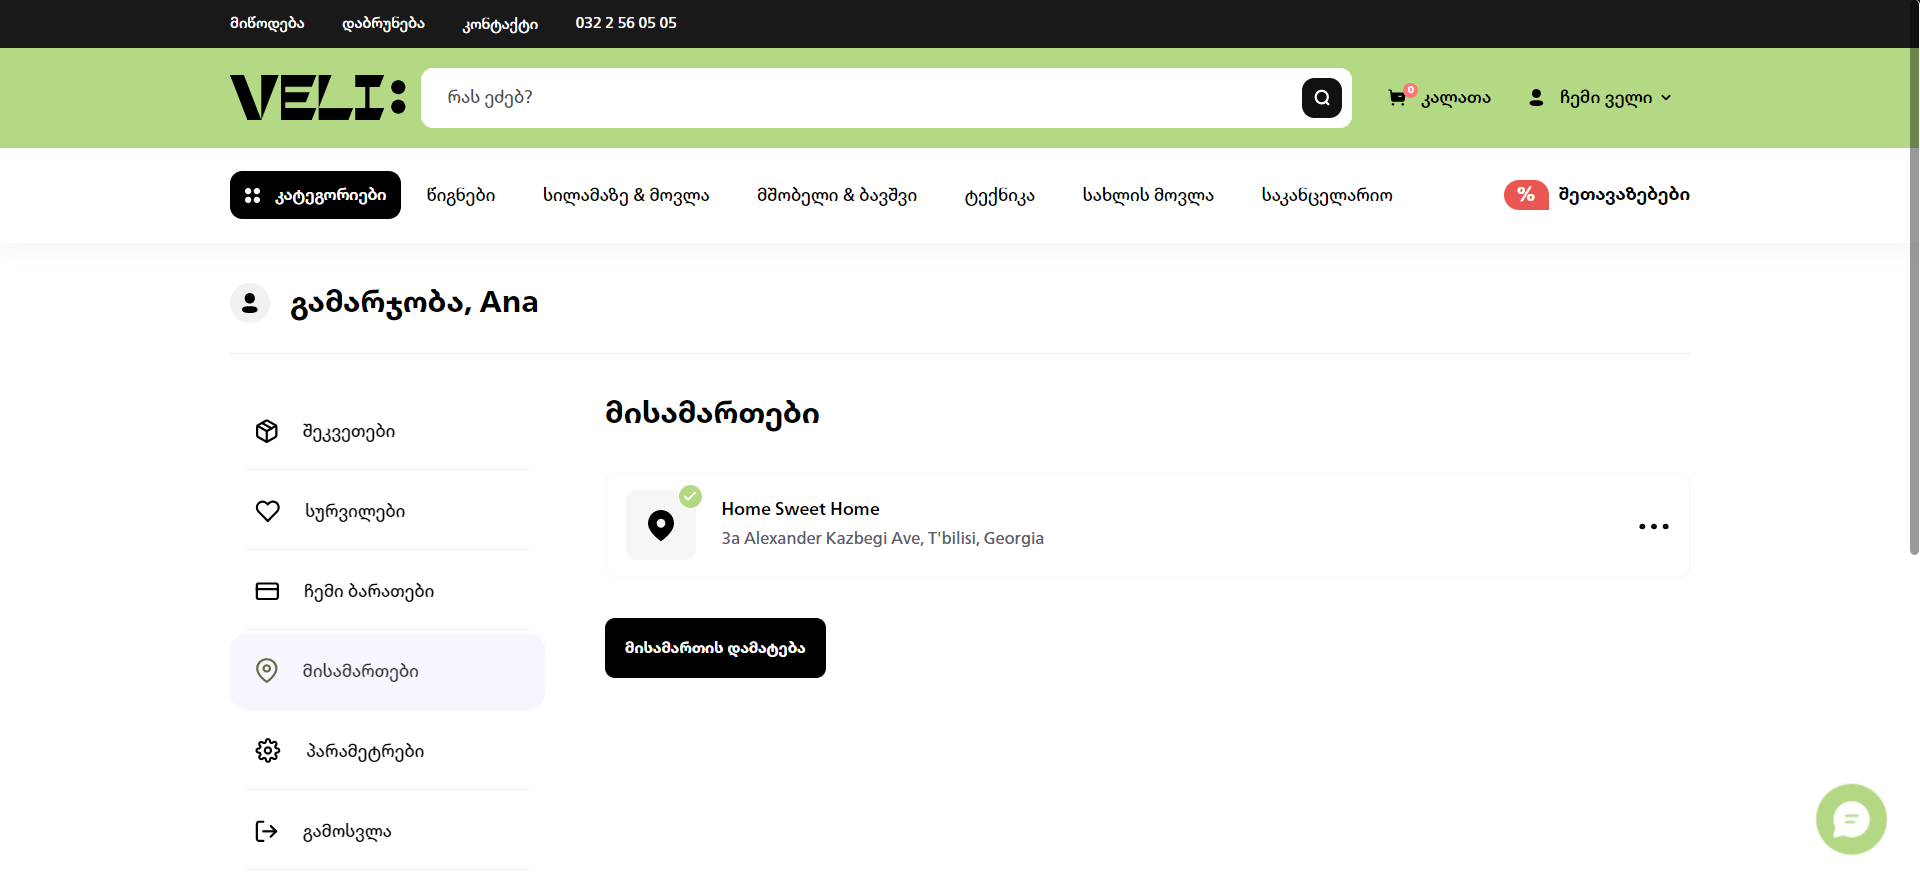 მიწოდება დაბრუნება კონტაქტი 032 2 56 05 05
VELI:
რას ეძებ?
0 კალათა
ჩემი ველი
კატეგორიები წიგნები სილამაზე & მოვლა მშობელი & ბავშვი ტექნიკა სახლის მოვლა საკანცელარიო % შეთავაზებები
გამარჯობა, Ana
შეკვეთები
სურვილები
ჩემი ბარათები
მისამართები
პარამეტრები
გამოსვლა
მისამართები
Home Sweet Home
3a Alexander Kazbegi Ave, T'bilisi, Georgia
მისამართის დამატება